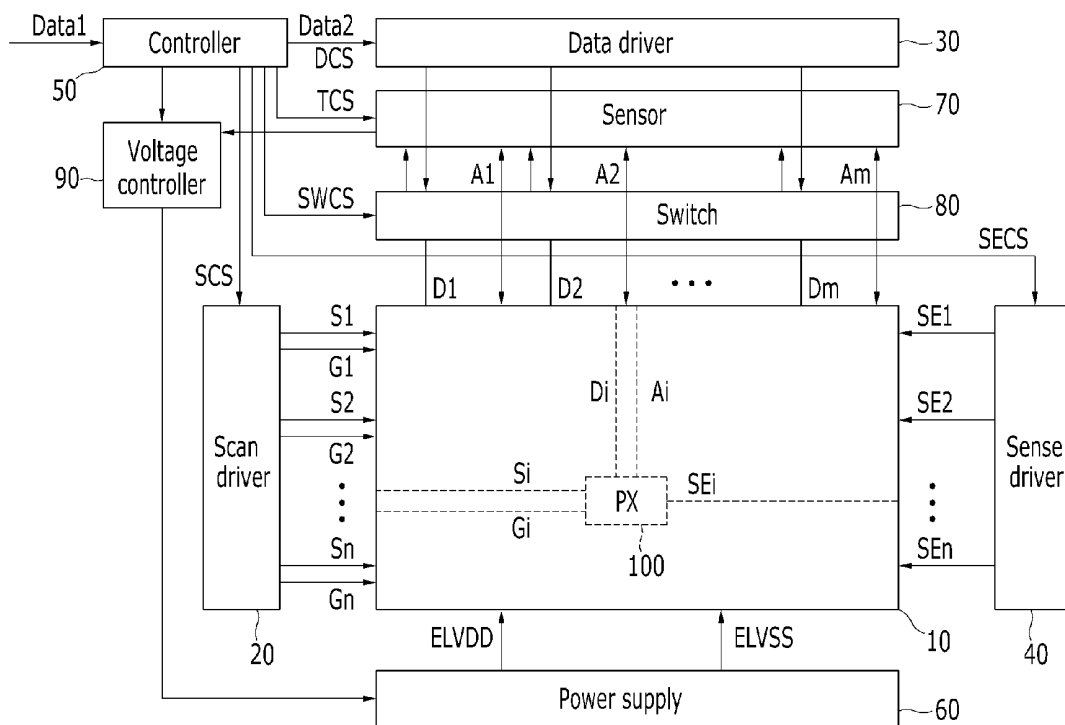 Data1
Controller
Data2
DCS
Data driver
30
50
TCS
Sensor
70
Voltage
controller
90
A1
A2
Am
SWCS
Switch
80
SECS
SCS
D1
D2
• • •
Dm
S1
G1
S2
G2
Scan
driver
Sn
Gn
20
Di
Ai
Si
Gi
PX
SEi
100
SE1
SE2
SEn
Sense
driver
10
40
ELVDD
ELVSS
Power supply
60